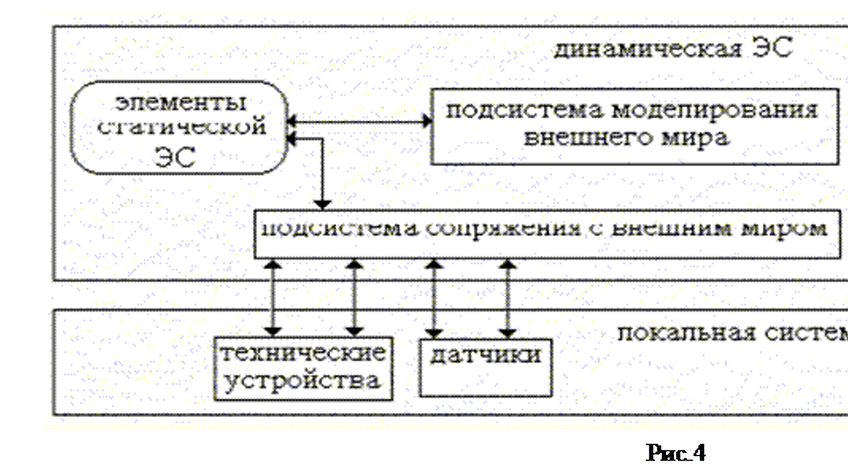 динамическая ЭС
элементы
статической
ЭС
подсистема моделирования
внешнего мира
подсистема сопряжения с внешним миром
локальная систем
технические
устройства
датчики
Рис.4